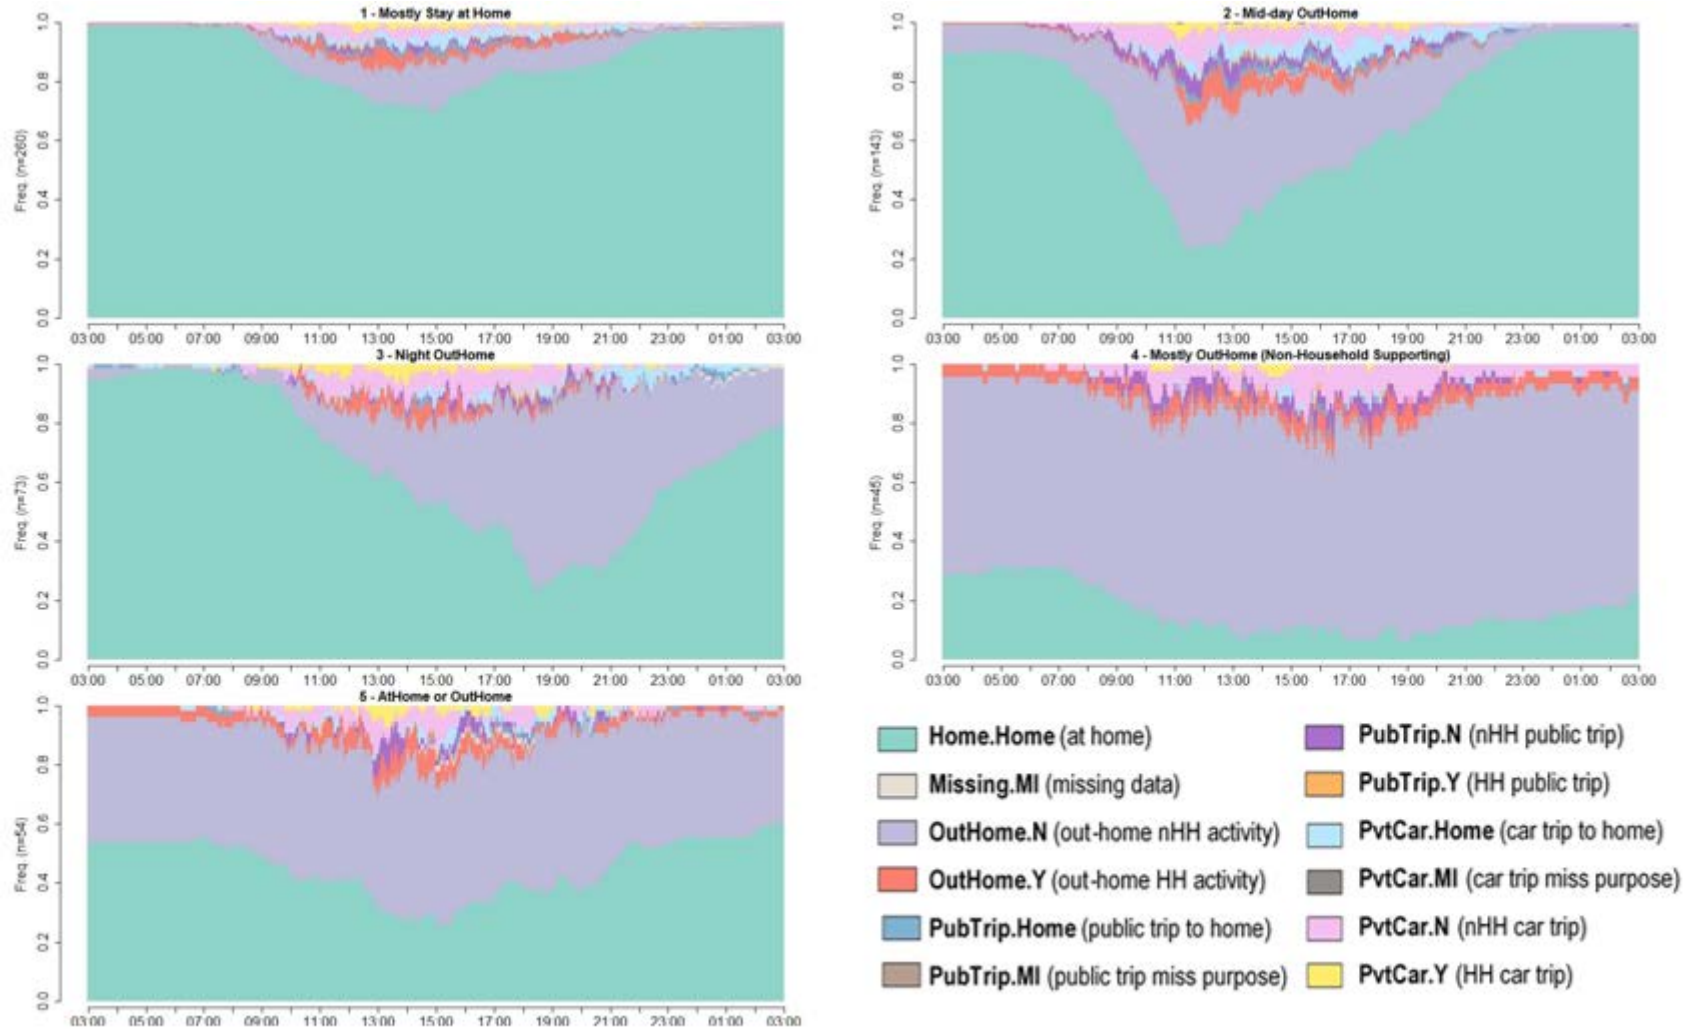 1 - Mostly Stay at Home
Freq. (n=260)
0.0 0.2 0.4 0.6 0.8 1.0
03:00 05:00 07:00 09:00 11:00 13:00 15:00 17:00 19:00 21:00 23:00 01:00 03:00
2 - Mid-day OutHome
Freq. (n=143)
0.0 0.2 0.4 0.6 0.8 1.0
03:00 05:00 07:00 09:00 11:00 13:00 15:00 17:00 19:00 21:00 23:00 01:00 03:00
3 - Night OutHome
Freq. (n=73)
0.0 0.2 0.4 0.6 0.8 1.0
03:00 05:00 07:00 09:00 11:00 13:00 15:00 17:00 19:00 21:00 23:00 01:00 03:00
4 - Mostly OutHome (Non-Household Supporting)
Freq. (n=45)
0.0 0.2 0.4 0.6 0.8 1.0
03:00 05:00 07:00 09:00 11:00 13:00 15:00 17:00 19:00 21:00 23:00 01:00 03:00
5 - AtHome or OutHome
Freq. (n=54)
0.0 0.2 0.4 0.6 0.8 1.0
03:00 05:00 07:00 09:00 11:00 13:00 15:00 17:00 19:00 21:00 23:00 01:00 03:00
Home.Home (at home)
Missing.MI (missing data)
OutHome.N (out-home nHH activity)
OutHome.Y (out-home HH activity)
PubTrip.Home (public trip to home)
PubTrip.MI (public trip miss purpose)
PubTrip.N (nHH public trip)
PubTrip.Y (HH public trip)
PvtCar.Home (car trip to home)
PvtCar.MI (car trip miss purpose)
PvtCar.N (nHH car trip)
PvtCar.Y (HH car trip)